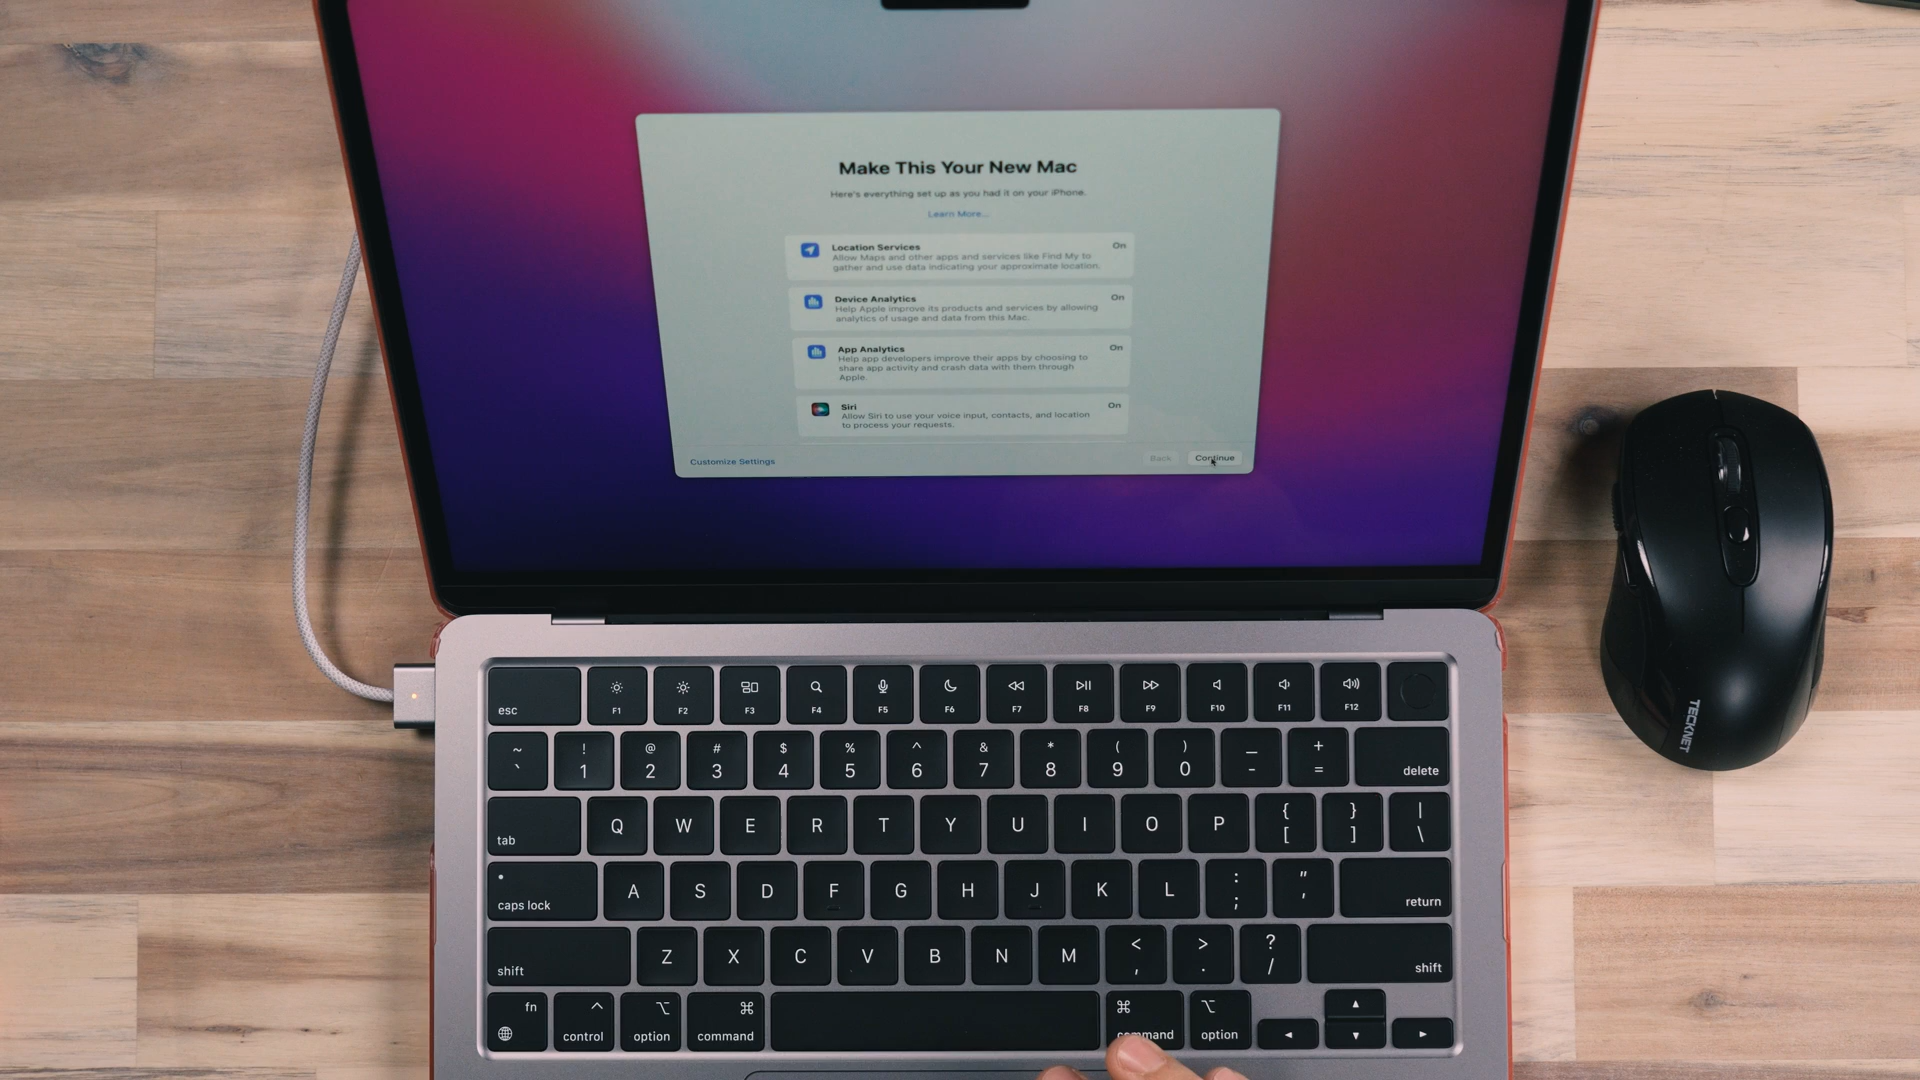 Make This Your New Mac
Here's everything set up as you had it on your iPhone.
Learn More...
Location Services On
Allow Maps and other apps and services like Find My to
gather and use data indicating your approximate location.
Device Analytics On
Help Apple improve its products and services by allowing
analytics of usage and data from this Mac.
App Analytics On
Help app developers improve their apps by choosing to
share app activity and crash data with them through
Apple.
Siri On
Allow Siri to use your voice input, contacts, and location
to process your requests.
Customize Settings Back Continue
esc F1 F2 F3 F4 F5 F6 F7 F8 F9 F10 F11 F12
~ ! @ # $ % ^ & * ( ) _ +
` 1 2 3 4 5 6 7 8 9 0 - = delete
tab Q W E R T Y U I O P { [ } ] | \
caps lock A S D F G H J K L : ; " ' return
shift Z X C V B N M < , > . ? / shift
fn ^ ⌥ ⌘ ⌘ ⌥
control option command command option
TECKNET